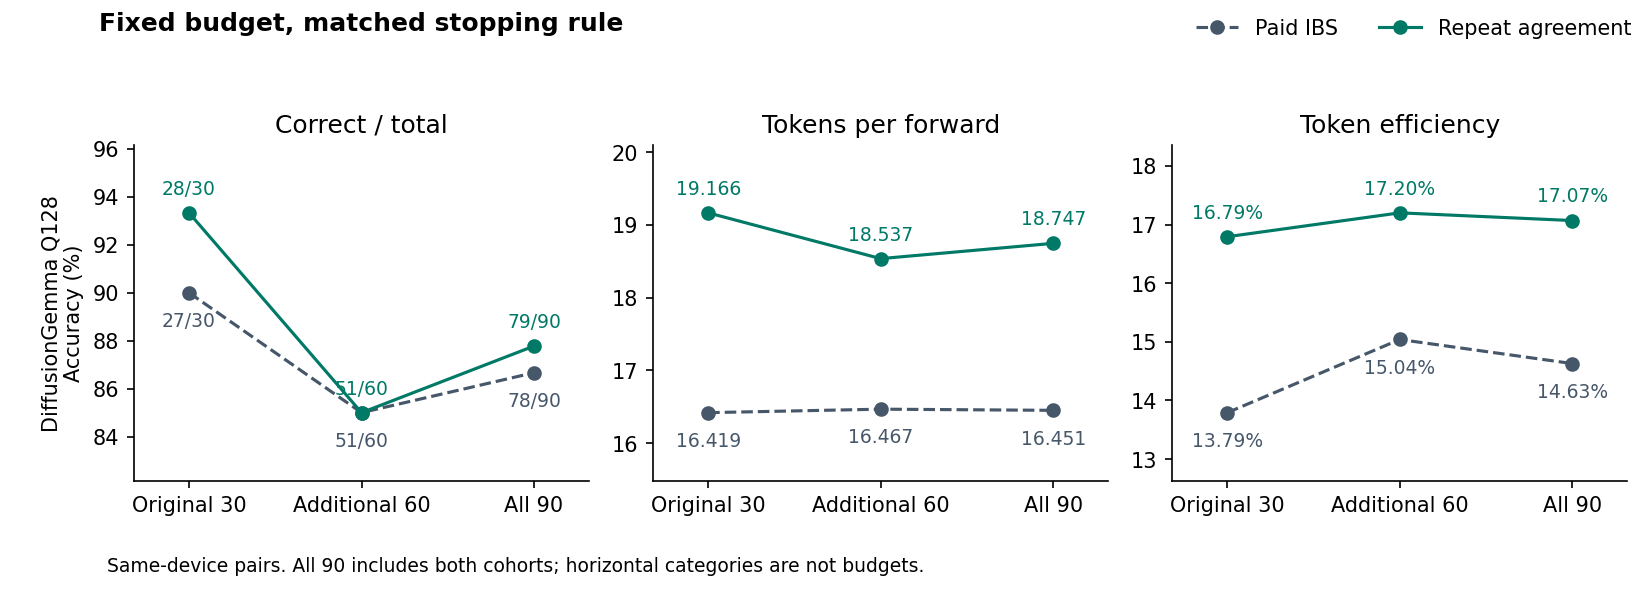 Fixed budget, matched stopping rule
Paid IBS
Repeat agreement
Correct / total
DiffusionGemma Q128
Accuracy (%)
96
94
92
90
88
86
84
28/30
27/30
51/60
51/60
79/90
78/90
Original 30
Additional 60
All 90
Tokens per forward
20
19
18
17
16
19.166
18.537
18.747
16.419
16.467
16.451
Original 30
Additional 60
All 90
Token efficiency
18
17
16
15
14
13
16.79%
17.20%
17.07%
13.79%
15.04%
14.63%
Original 30
Additional 60
All 90
Same-device pairs. All 90 includes both cohorts; horizontal categories are not budgets.